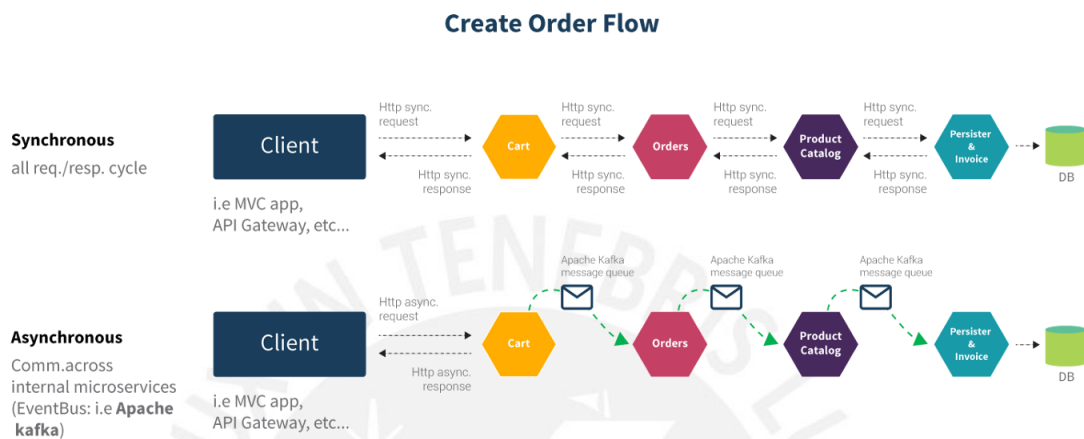 Create Order Flow
Synchronous
all req./resp. cycle
Client
i.e MVC app,
API Gateway, etc...
Http sync.
request
Http sync.
response
Cart
Http sync.
request
Http sync.
response
Orders
Http sync.
request
Http sync.
response
Product
Catalog
Http sync.
request
Http sync.
response
Persister
&
Invoice
DB
Asynchronous
Comm.across
internal microservices
(EventBus: i.e Apache
kafka)
Client
i.e MVC app,
API Gateway, etc...
Http async.
request
Http async.
response
Cart
Apache Kafka
message queue
Orders
Apache Kafka
message queue
Product
Catalog
Apache Kafka
message queue
Persister
&
Invoice
DB
IN TENEBRIS